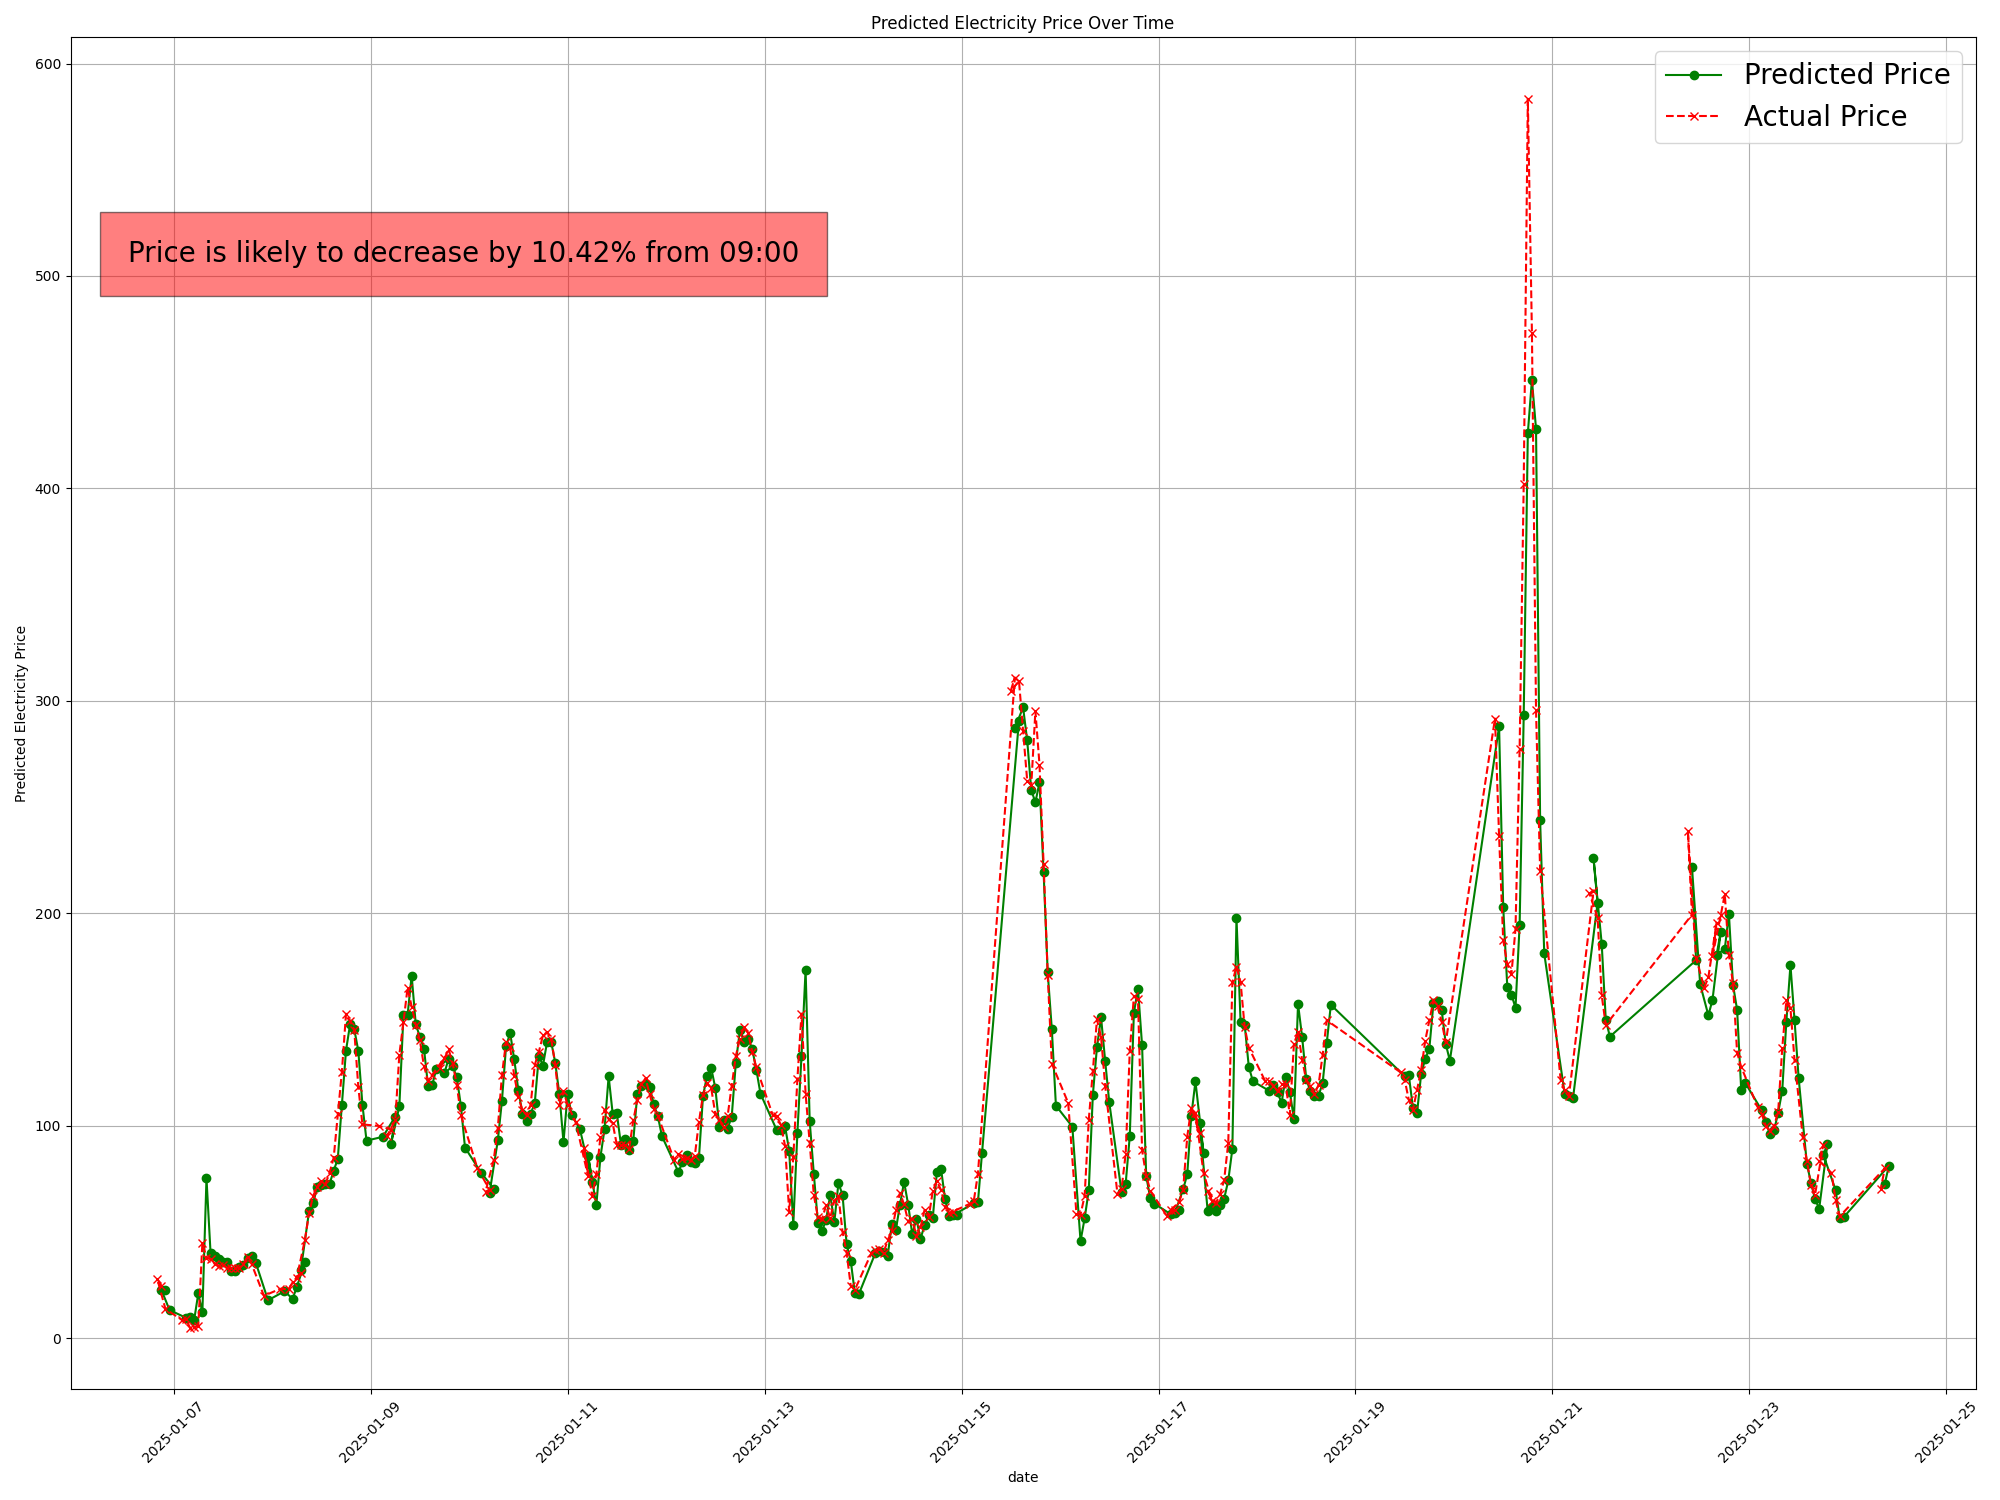 Predicted Electricity Price Over Time
Predicted Price
Actual Price
Price is likely to decrease by 10.42% from 09:00
Predicted Electricity Price
600
500
400
300
200
100
0
2025-01-07
2025-01-09
2025-01-11
2025-01-13
2025-01-15
2025-01-17
2025-01-19
2025-01-21
2025-01-23
2025-01-25
date